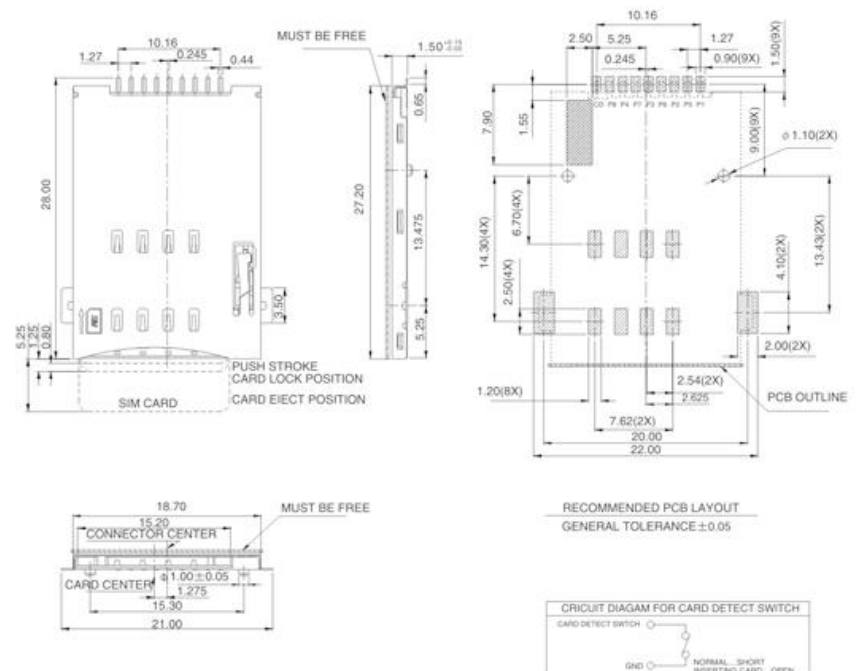 10.16
1.27
0.245
0.44
28.00
3.50
5.25
1.25
0.80
PUSH STROKE
CARD LOCK POSITION
CARD EJECT POSITION
SIM CARD
MUST BE FREE
1.50
0.65
27.20
13.475
5.25
10.16
2.50
5.25
1.27
0.245
0.90(9X)
1.50(9X)
7.90
1.55
9.00(9X)
φ1.10(2X)
14.30(4X)
6.70(4X)
2.50(4X)
13.43(2X)
4.10(2X)
2.00(2X)
1.20(8X)
2.54(2X)
2.625
PCB OUTLINE
7.62(2X)
20.00
22.00
18.70
MUST BE FREE
15.20
CONNECTOR CENTER
CARD CENTER
φ1.00±0.05
1.275
15.30
21.00
RECOMMENDED PCB LAYOUT
GENERAL TOLERANCE±0.05
CRICUIT DIAGAM FOR CARD DETECT SWITCH
CARD DETECT SWTCH
GND
NORMAL...SHORT
INSERTING CARD...OPEN